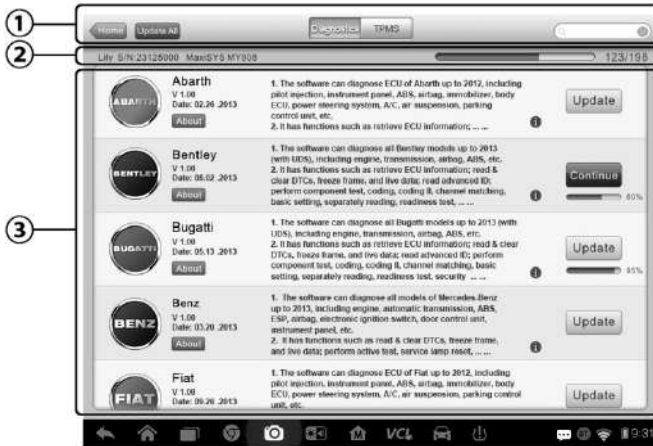 ①
Home Update All Diagnostics TPMS
②
Lily S/N:23125000 MaxiSYS MY908 123/198
③
ABARTH
Abarth
V 1.00
Date: 02.26 .2013
About
1. The software can diagnose ECU of Abarth up to 2012, including
pilot injection, instrument panel, ABS, airbag, immobilizer, body
ECU, power steering system, A/C, air suspension, parking
control unit, etc.
2. It has functions such as retrieve ECU information; ... ...
Update
BENTLEY
Bentley
V 1.00
Date: 08.02 .2013
About
1. The software can diagnose all Bentley models up to 2013
(with UDS), including engine, transmission, airbag, ABS, etc.
2. It has functions such as retrieve ECU information; read &
clear DTCs, freeze frame, and live data; read advanced ID;
perform component test, coding, coding II, channel matching,
basic setting, separately reading, readiness test, ... ...
Continue
80%
BUGATTI
Bugatti
V 1.00
Date: 05.13 .2013
About
1. The software can diagnose all Bugatti models up to 2013 (with
UDS), including engine, transmission, airbag, ABS, etc.
2. It has functions such as retrieve ECU information; read & clear
DTCs, freeze frame, and live data; read advanced ID; perform
component test, coding, coding II, channel matching, basic
setting, separately reading, readiness test, security ... ...
Update
95%
BENZ
Benz
V 1.00
Date: 03.20 .2013
About
1. The software can diagnose all models of Mercedes-Benz
up to 2013, including engine, automatic transmission, ABS,
ESP, airbag, electronic ignition switch, door control unit,
instrument panel, etc.
2. It has functions such as read & clear DTCs, freeze frame,
and live data; perform active test, service lamp reset, ... ...
Update
FIAT
Fiat
V 1.00
Date: 09.26 .2013
1. The software can diagnose ECU of Fiat up to 2012, including
pilot injection, instrument panel, ABS, airbag, immobilizer, body
ECU, power steering system, A/C, air suspension, parking control
unit, etc.
Update
VCI 9:31